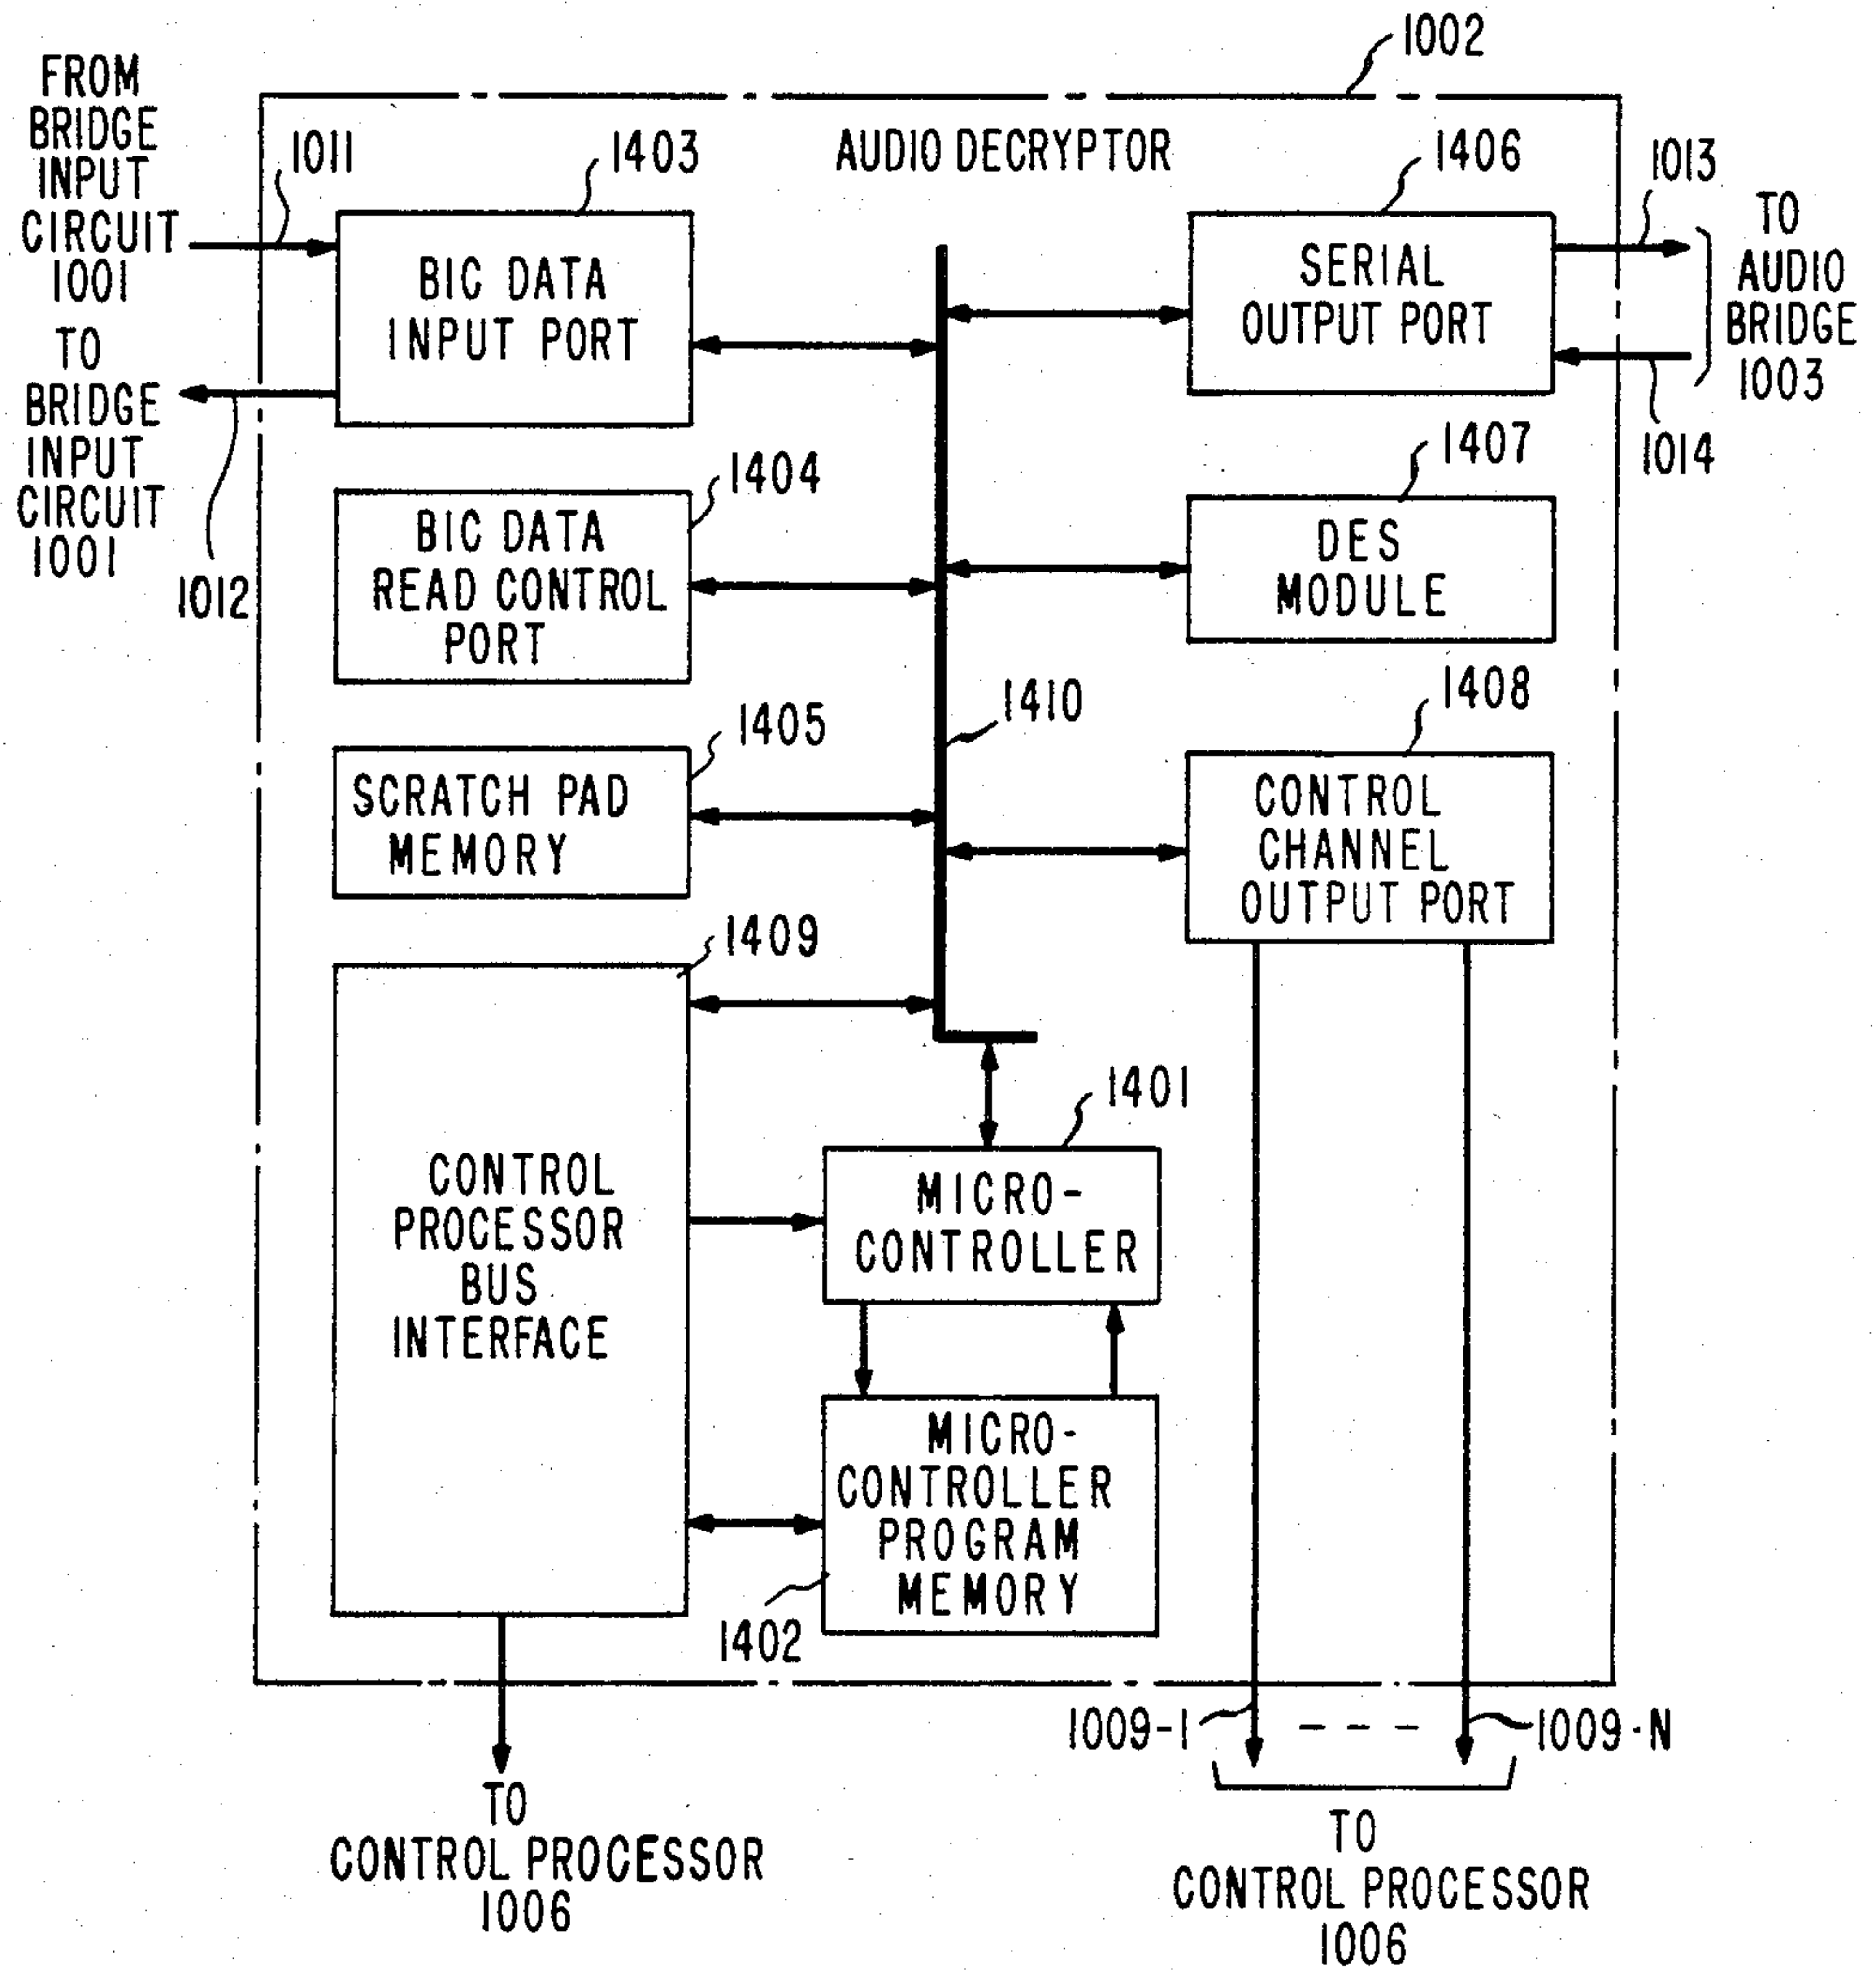 1002
FROM
BRIDGE
INPUT
CIRCUIT
1001
1011
1403
AUDIO DECRYPTOR
1406
1013
TO
AUDIO
BRIDGE
1003
BIC DATA
INPUT PORT
SERIAL
OUTPUT PORT
TO
BRIDGE
INPUT
CIRCUIT
1001
1012
1014
1404
1407
BIC DATA
READ CONTROL
PORT
DES
MODULE
1405
1410
1408
SCRATCH PAD
MEMORY
CONTROL
CHANNEL
OUTPUT PORT
1409
1401
CONTROL
PROCESSOR
BUS
INTERFACE
MICRO-
CONTROLLER
MICRO-
CONTROLLER
PROGRAM
MEMORY
1402
1009-1
- - -
1009-N
TO
CONTROL PROCESSOR
1006
TO
CONTROL PROCESSOR
1006